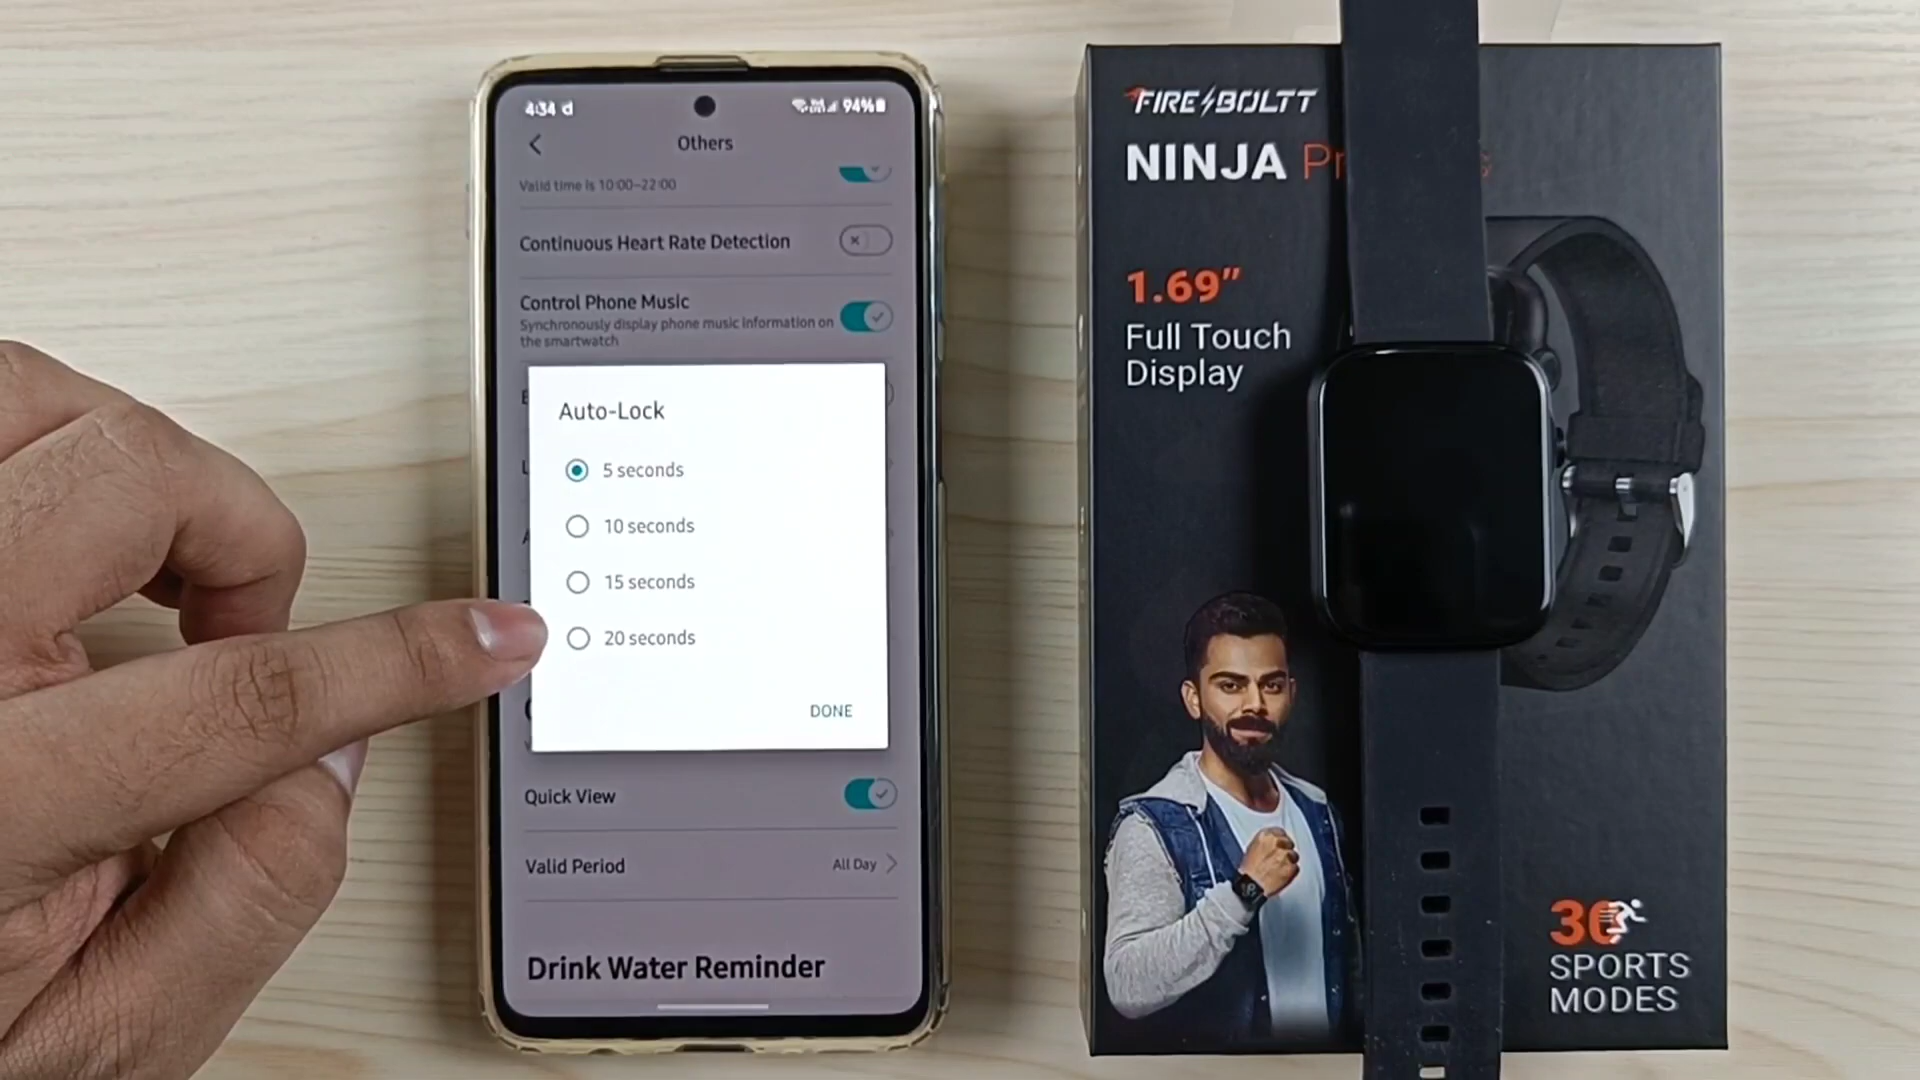 4:34 d
94%
Others
Valid time is 10:00-22:00
Continuous Heart Rate Detection
Control Phone Music
Synchronously display phone music information on
the smartwatch
Auto-Lock
5 seconds
10 seconds
15 seconds
20 seconds
DONE
Quick View
Valid Period
All Day
Drink Water Reminder
FIRE BOLTT
NINJA
1.69"
Full Touch
Display
30
SPORTS
MODES